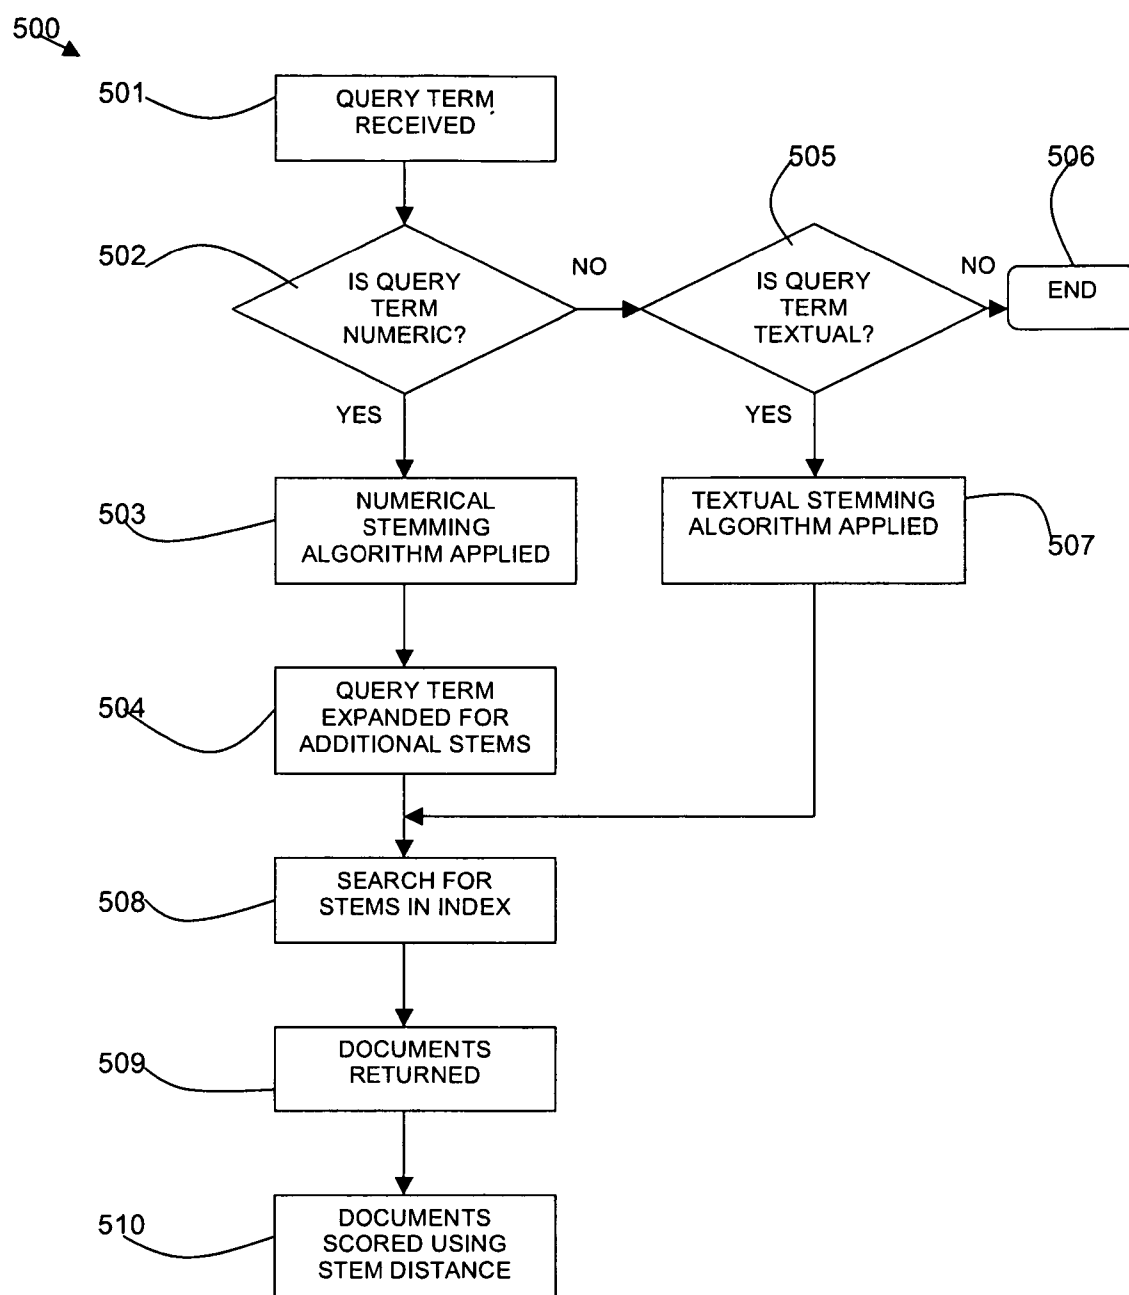 500
501
QUERY TERM
RECEIVED
505
506
502
IS QUERY
TERM
NUMERIC?
NO
IS QUERY
TERM
TEXTUAL?
NO
END
YES
YES
503
NUMERICAL
STEMMING
ALGORITHM APPLIED
TEXTUAL STEMMING
ALGORITHM APPLIED
507
504
QUERY TERM
EXPANDED FOR
ADDITIONAL STEMS
508
SEARCH FOR
STEMS IN INDEX
509
DOCUMENTS
RETURNED
510
DOCUMENTS
SCORED USING
STEM DISTANCE